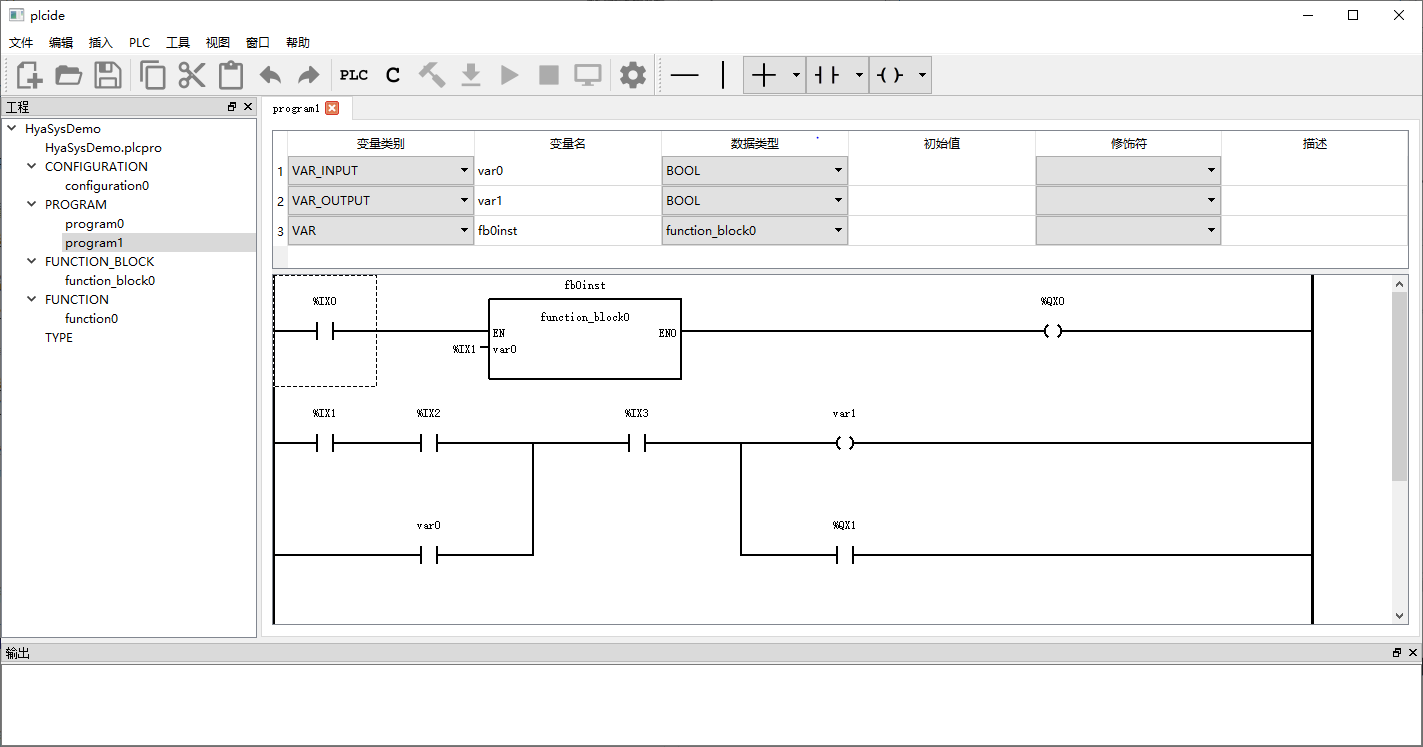 plcide
文件 编辑 插入 PLC 工具 视图 窗口 帮助
PLC C
工程
HyaSysDemo
HyaSysDemo.plcpro
CONFIGURATION
configuration0
PROGRAM
program0
program1
FUNCTION_BLOCK
function_block0
FUNCTION
function0
TYPE
program1
变量类别 变量名 数据类型 初始值 修饰符 描述
1 VAR_INPUT var0 BOOL
2 VAR_OUTPUT var1 BOOL
3 VAR fb0inst function_block0
fb0inst
%IX0 %QX0
function_block0
EN ENO
%IX1 var0
%IX1 %IX2 %IX3 var1
var0 %QX1
输出